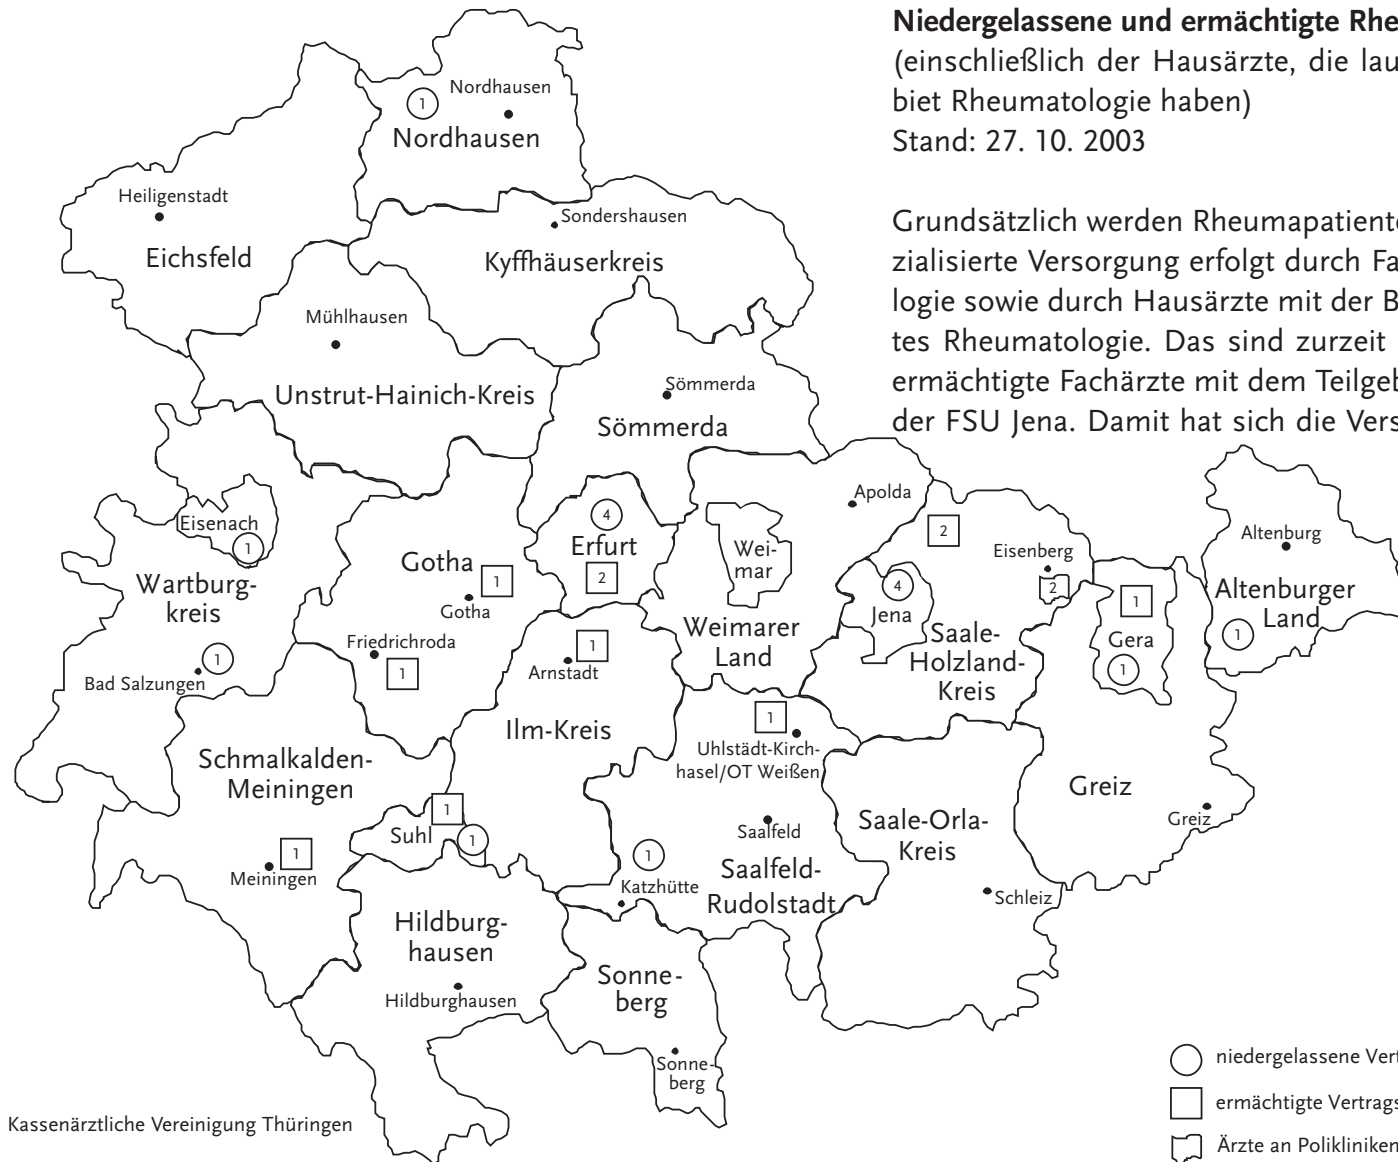 Niedergelassene und ermächtigte Rhe
(einschließlich der Hausärzte, die lau
biet Rheumatologie haben)
Stand: 27. 10. 2003
Grundsätzlich werden Rheumapatient
zialisierte Versorgung erfolgt durch Fa
logie sowie durch Hausärzte mit der B
tes Rheumatologie. Das sind zurzeit
ermächtigte Fachärzte mit dem Teilgeb
der FSU Jena. Damit hat sich die Vers
1
Nordhausen
Nordhausen
Heiligenstadt
Eichsfeld
Sondershausen
Kyffhäuserkreis
Mühlhausen
Unstrut-Hainich-Kreis
Sömmerda
Sömmerda
Eisenach
1
Wartburg-
kreis
1
Bad Salzungen
Gotha
1
Gotha
Friedrichroda
1
4
Erfurt
2
Wei-
mar
Apolda
Weimarer
Land
2
Eisenberg
2
4
Jena
Saale-
Holzland-
Kreis
1
Gera
1
Altenburg
Altenburger
Land
1
1
Arnstadt
Ilm-Kreis
1
Uhlstädt-Kirch-
hasel/OT Weißen
Saalfeld
Saalfeld-
Rudolstadt
1
Katzhütte
Schmalkalden-
Meiningen
1
Meiningen
1
Suhl
1
Saale-Orla-
Kreis
Schleiz
Greiz
Greiz
Hildburg-
hausen
Hildburghausen
Sonne-
berg
Sonne-
berg
niedergelassene Vert
ermächtigte Vertrags
Ärzte an Polikliniken
Kassenärztliche Vereinigung Thüringen